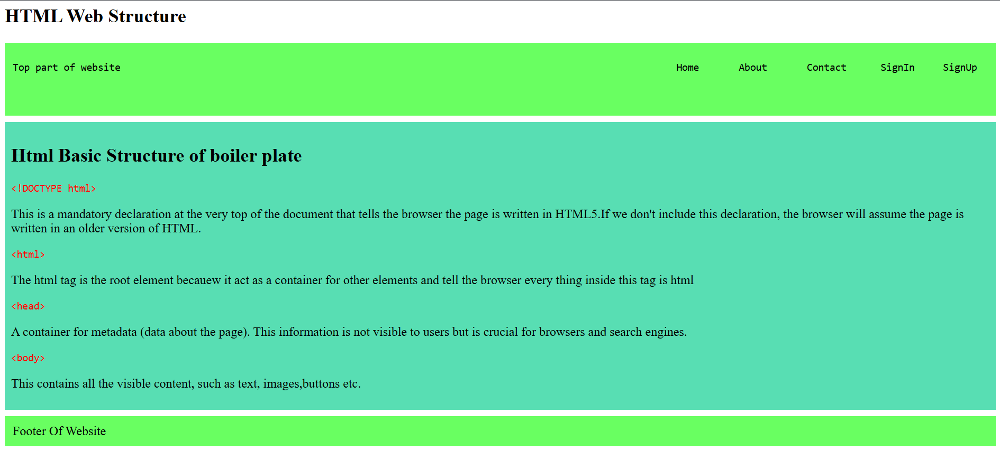 HTML Web Structure
Top part of website Home About Contact SignIn SignUp
Html Basic Structure of boiler plate
<!DOCTYPE html>
This is a mandatory declaration at the very top of the document that tells the browser the page is written in HTML5.If we don't include this declaration, the browser will assume the page is
written in an older version of HTML.
<html>
The html tag is the root element becauew it act as a container for other elements and tell the browser every thing inside this tag is html
<head>
A container for metadata (data about the page). This information is not visible to users but is crucial for browsers and search engines.
<body>
This contains all the visible content, such as text, images,buttons etc.
Footer Of Website